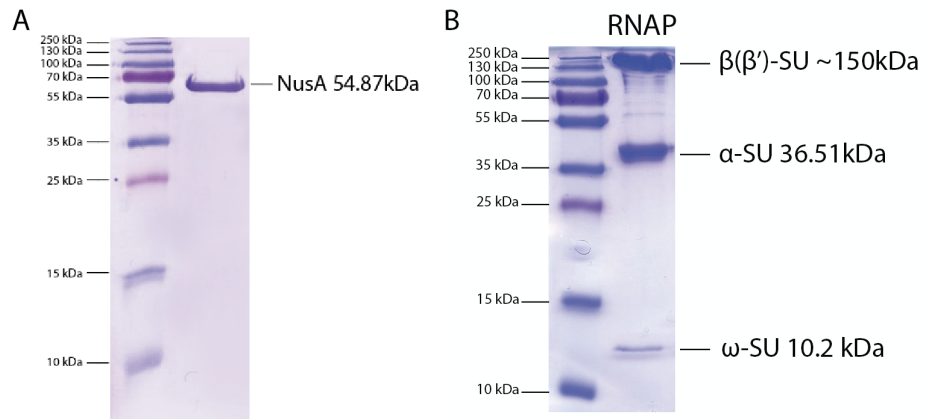 A
250 kDa
130 kDa
100 kDa
70 kDa
55 kDa
35 kDa
25 kDa
15 kDa
10 kDa
NusA 54.87kDa
B
RNAP
250 kDa
130 kDa
100 kDa
70 kDa
55 kDa
35 kDa
25 kDa
15 kDa
10 kDa
β(β′)-SU ~150kDa
α-SU 36.51kDa
ω-SU 10.2 kDa